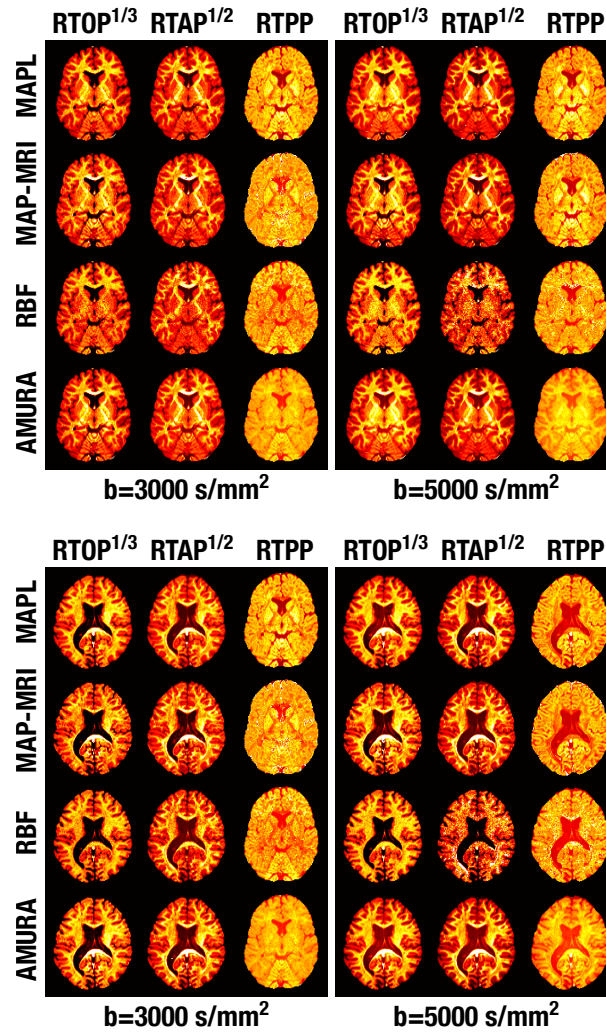 RTOP1/3 RTAP1/2 RTPP RTOP1/3 RTAP1/2 RTPP
MAPL
MAP-MRI
RBF
AMURA
b=3000 s/mm2 b=5000 s/mm2
RTOP1/3 RTAP1/2 RTPP RTOP1/3 RTAP1/2 RTPP
MAPL
MAP-MRI
RBF
AMURA
b=3000 s/mm2 b=5000 s/mm2